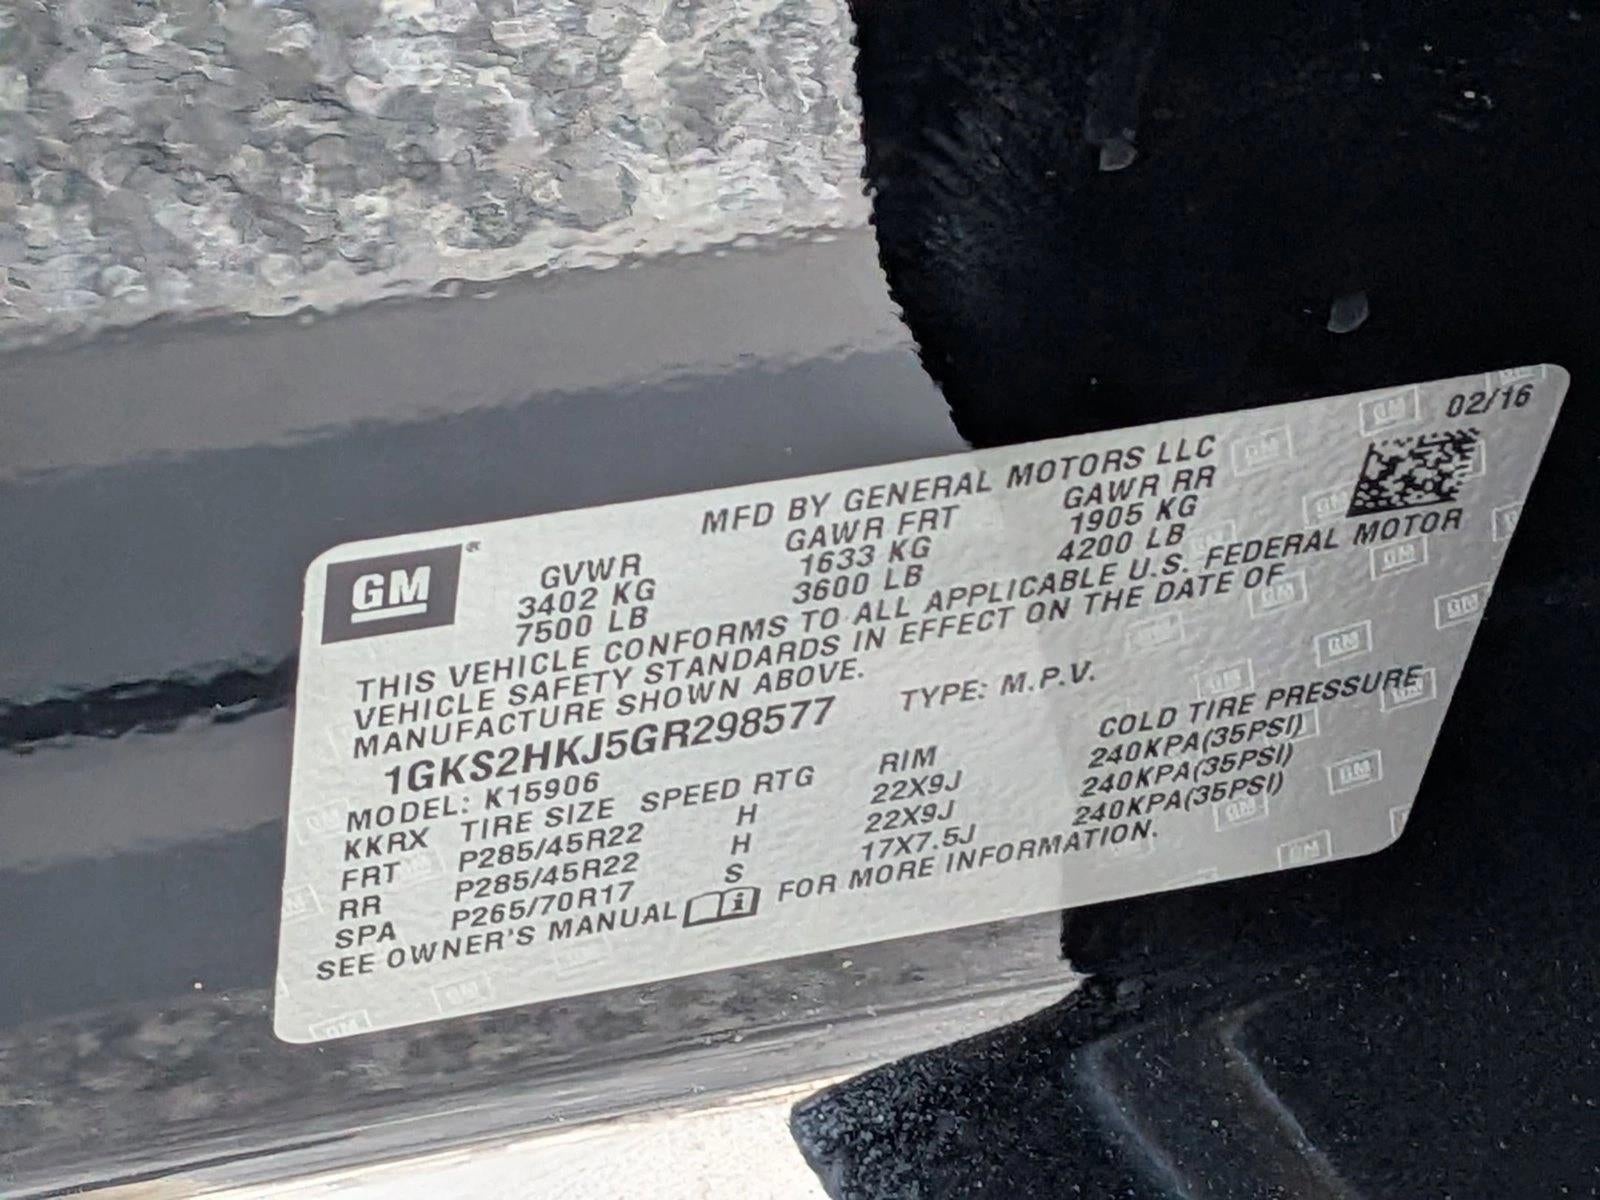 02/16
MFD BY GENERAL MOTORS LLC
GM®
GVWR GAWR FRT GAWR RR
3402 KG 1633 KG 1905 KG
7500 LB 3600 LB 4200 LB
THIS VEHICLE CONFORMS TO ALL APPLICABLE U.S. FEDERAL MOTOR
VEHICLE SAFETY STANDARDS IN EFFECT ON THE DATE OF
MANUFACTURE SHOWN ABOVE.
1GKS2HKJ5GR298577 TYPE: M.P.V.
MODEL: K15906
KKRX TIRE SIZE SPEED RTG RIM COLD TIRE PRESSURE
FRT P285/45R22 H 22X9J 240KPA(35PSI)
RR P285/45R22 H 22X9J 240KPA(35PSI)
SPA P265/70R17 S 17X7.5J 240KPA(35PSI)
SEE OWNER'S MANUAL FOR MORE INFORMATION.